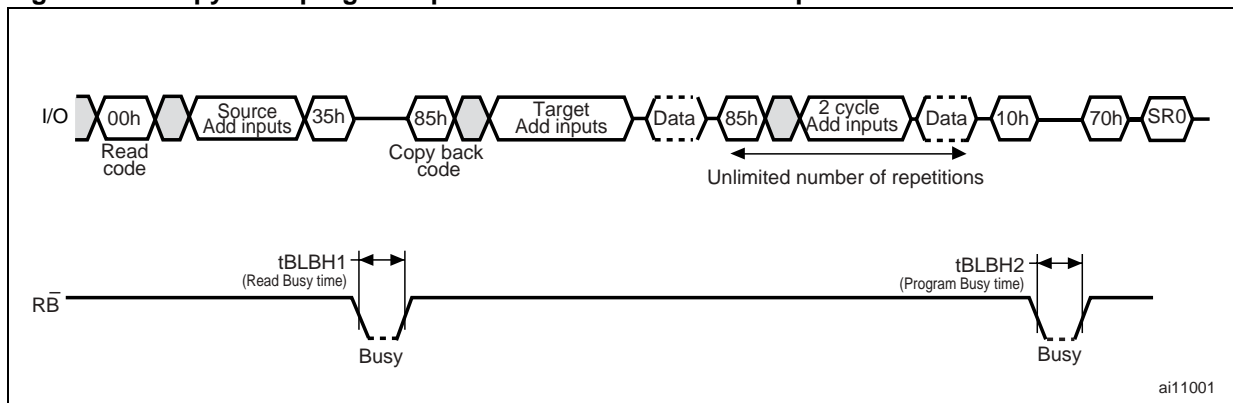 I/O 00h Source Add inputs 35h 85h Target Add inputs Data 85h 2 cycle Add inputs Data 10h 70h SR0
Read code
Copy back code
Unlimited number of repetitions
tBLBH1
(Read Busy time)
tBLBH2
(Program Busy time)
RB̅
Busy
Busy
ai11001